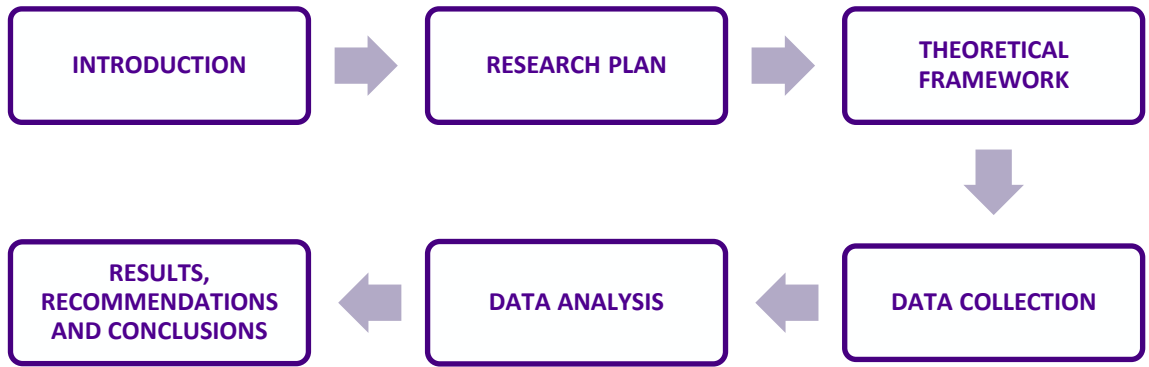 INTRODUCTION
RESEARCH PLAN
THEORETICAL
FRAMEWORK
DATA COLLECTION
DATA ANALYSIS
RESULTS,
RECOMMENDATIONS
AND CONCLUSIONS